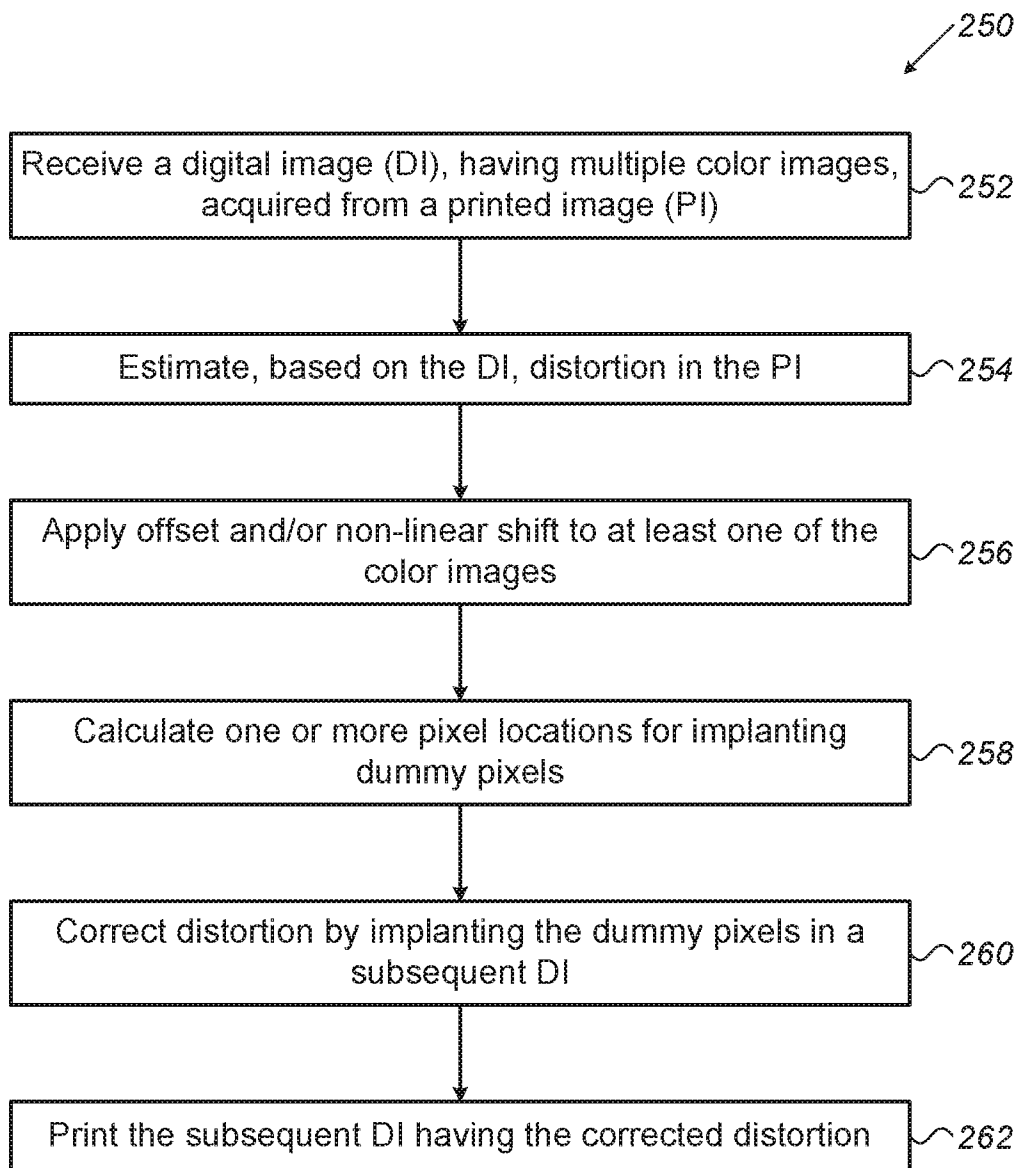 250
Receive a digital image (DI), having multiple color images,
acquired from a printed image (PI)
252
Estimate, based on the DI, distortion in the PI
254
Apply offset and/or non-linear shift to at least one of the
color images
256
Calculate one or more pixel locations for implanting
dummy pixels
258
Correct distortion by implanting the dummy pixels in a
subsequent DI
260
Print the subsequent DI having the corrected distortion
262